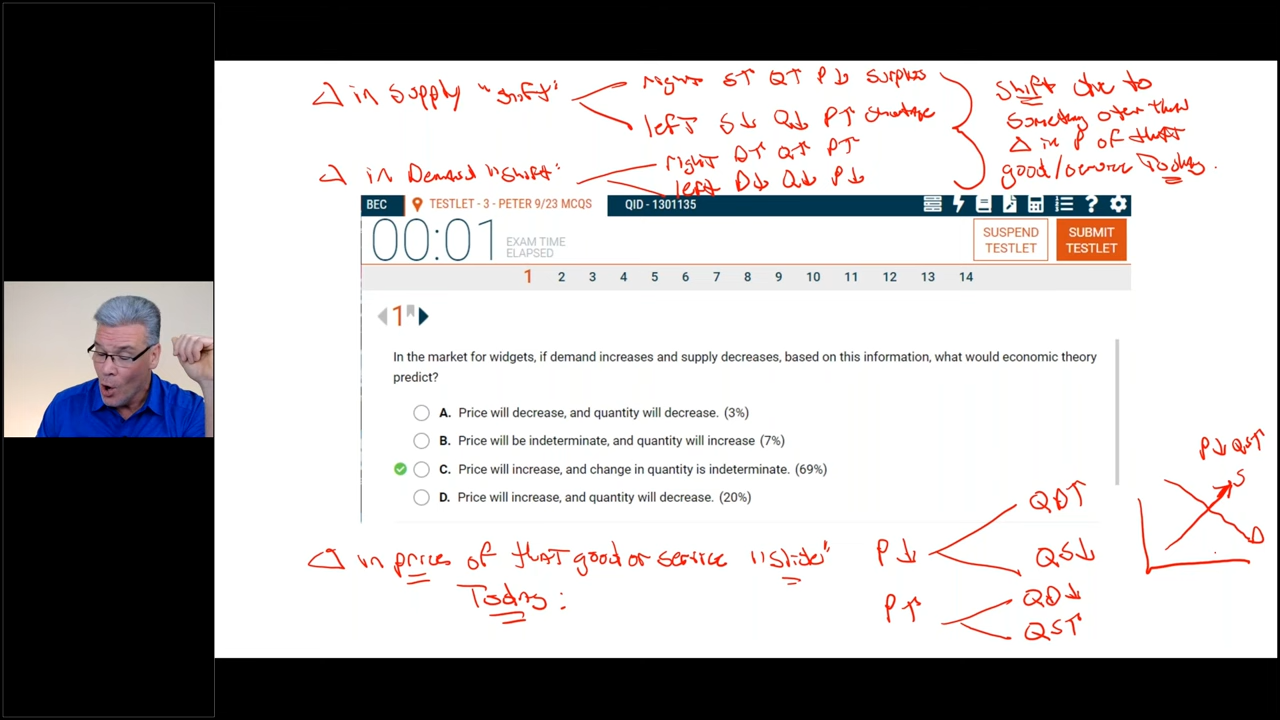 Δ in Supply "shift"
right S↑ Q↑ P↓ Surplus
left S↓ Q↓ P↑ Shortage
Δ in Demand "Shift"
right D↑ Q↑ P↑
left D↓ Q↓ P↓
Shift due to
Something other than
Δ in P of that
good/service Today.
BEC TESTLET - 3 - PETER 9/23 MCQS QID - 1301135
00:01 EXAM TIME ELAPSED
SUSPEND TESTLET
SUBMIT TESTLET
1 2 3 4 5 6 7 8 9 10 11 12 13 14
1
In the market for widgets, if demand increases and supply decreases, based on this information, what would economic theory
predict?
A. Price will decrease, and quantity will decrease. (3%)
B. Price will be indeterminate, and quantity will increase (7%)
C. Price will increase, and change in quantity is indeterminate. (69%)
D. Price will increase, and quantity will decrease. (20%)
P↓ QS↑
S
D
Δ in prices of that good or service "slide"
Today:
P↓ QD↑
QS↓
P↑ QD↓
QS↑